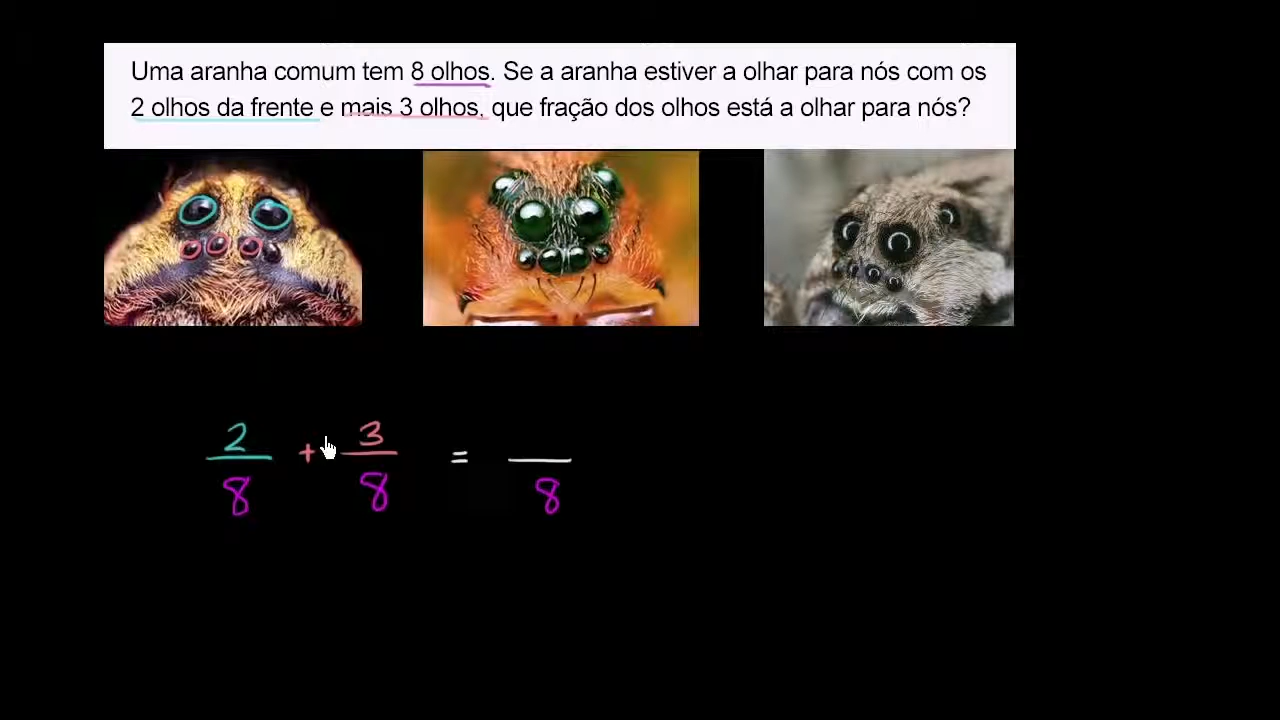 Uma aranha comum tem 8 olhos. Se a aranha estiver a olhar para nós com os
2 olhos da frente e mais 3 olhos, que fração dos olhos está a olhar para nós?
2/8 + 3/8 = /8